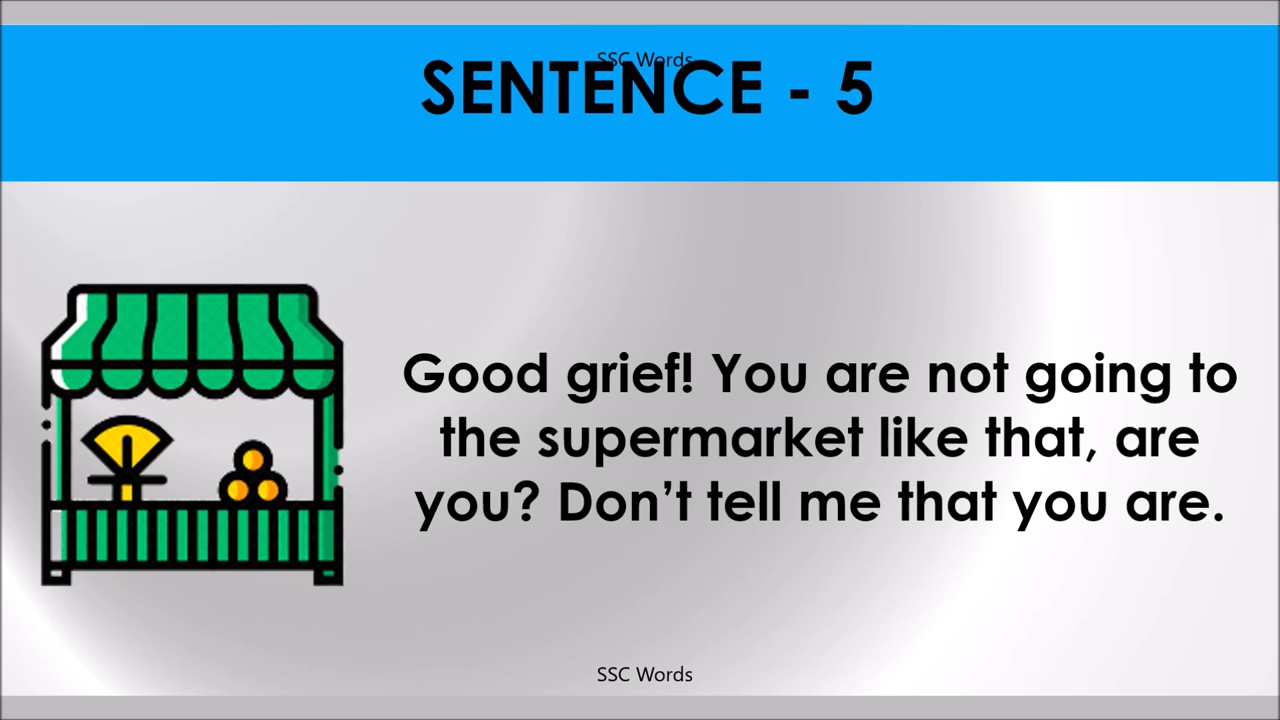 SSC Words
SENTENCE - 5
Good grief! You are not going to
the supermarket like that, are
you? Don’t tell me that you are.
SSC Words